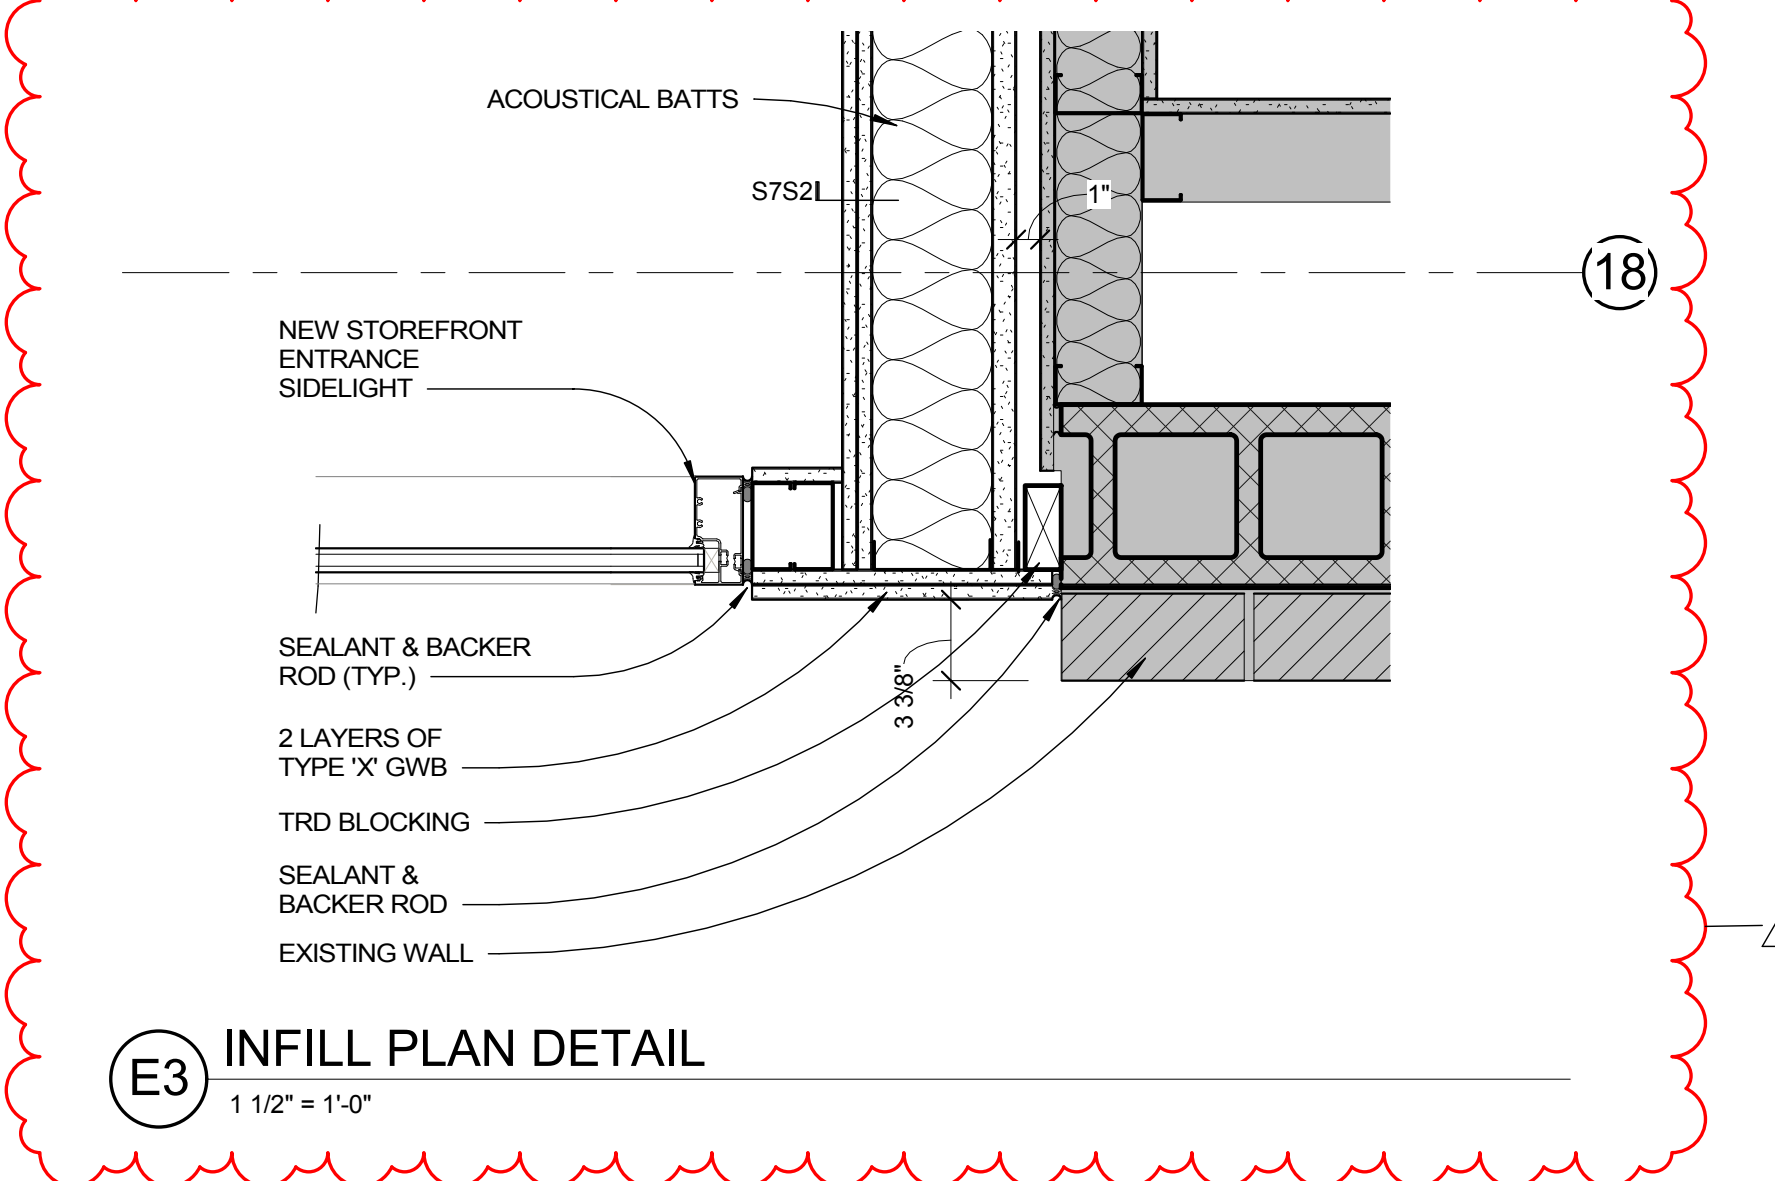 ACOUSTICAL BATTS
S7S2I
1"
18
NEW STOREFRONT
ENTRANCE
SIDELIGHT
SEALANT & BACKER
ROD (TYP.)
3 3/8"
2 LAYERS OF
TYPE 'X' GWB
TRD BLOCKING
SEALANT &
BACKER ROD
EXISTING WALL
E3
INFILL PLAN DETAIL
1 1/2" = 1'-0"